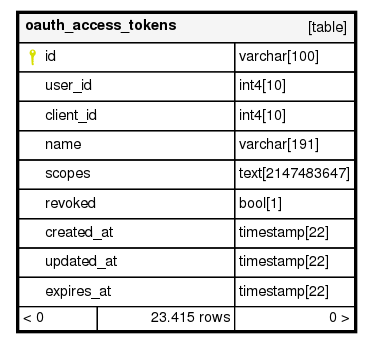 oauth_access_tokens [table]
id varchar[100]
user_id int4[10]
client_id int4[10]
name varchar[191]
scopes text[2147483647]
revoked bool[1]
created_at timestamp[22]
updated_at timestamp[22]
expires_at timestamp[22]
< 0 23.415 rows 0 >